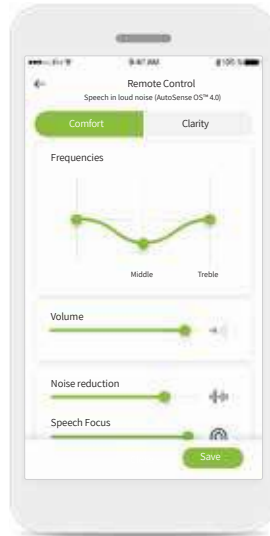 9:41 AM
Remote Control
Speech in loud noise (AutoSense OS™ 4.0)
Comfort Clarity
Frequencies
Middle Treble
Volume
Noise reduction
Speech Focus
Save